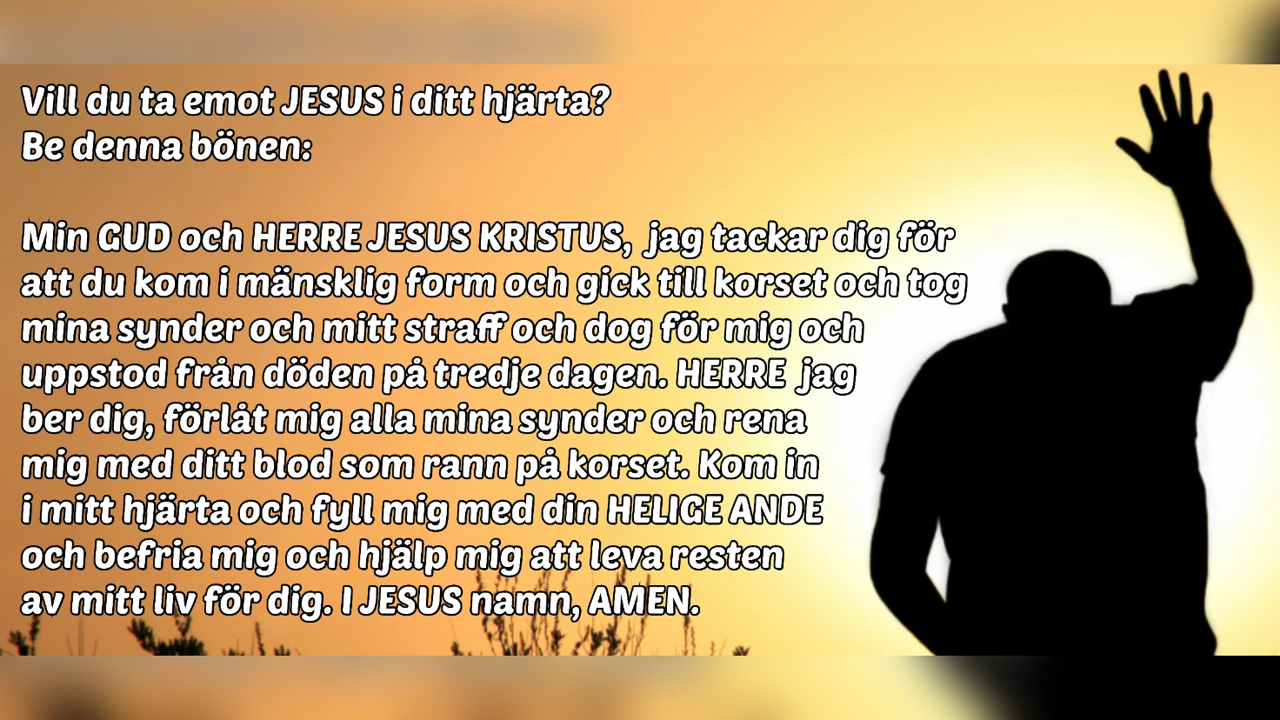 Vill du ta emot JESUS i ditt hjärta?
Be denna bönen:
Min GUD och HERRE JESUS KRISTUS, jag tackar dig för
att du kom i mänsklig form och gick till korset och tog
mina synder och mitt straff och dog för mig och
uppstod från döden på tredje dagen. HERRE jag
ber dig, förlåt mig alla mina synder och rena
mig med ditt blod som rann på korset. Kom in
i mitt hjärta och fyll mig med din HELIGE ANDE
och befria mig och hjälp mig att leva resten
av mitt liv för dig. I JESUS namn, AMEN.